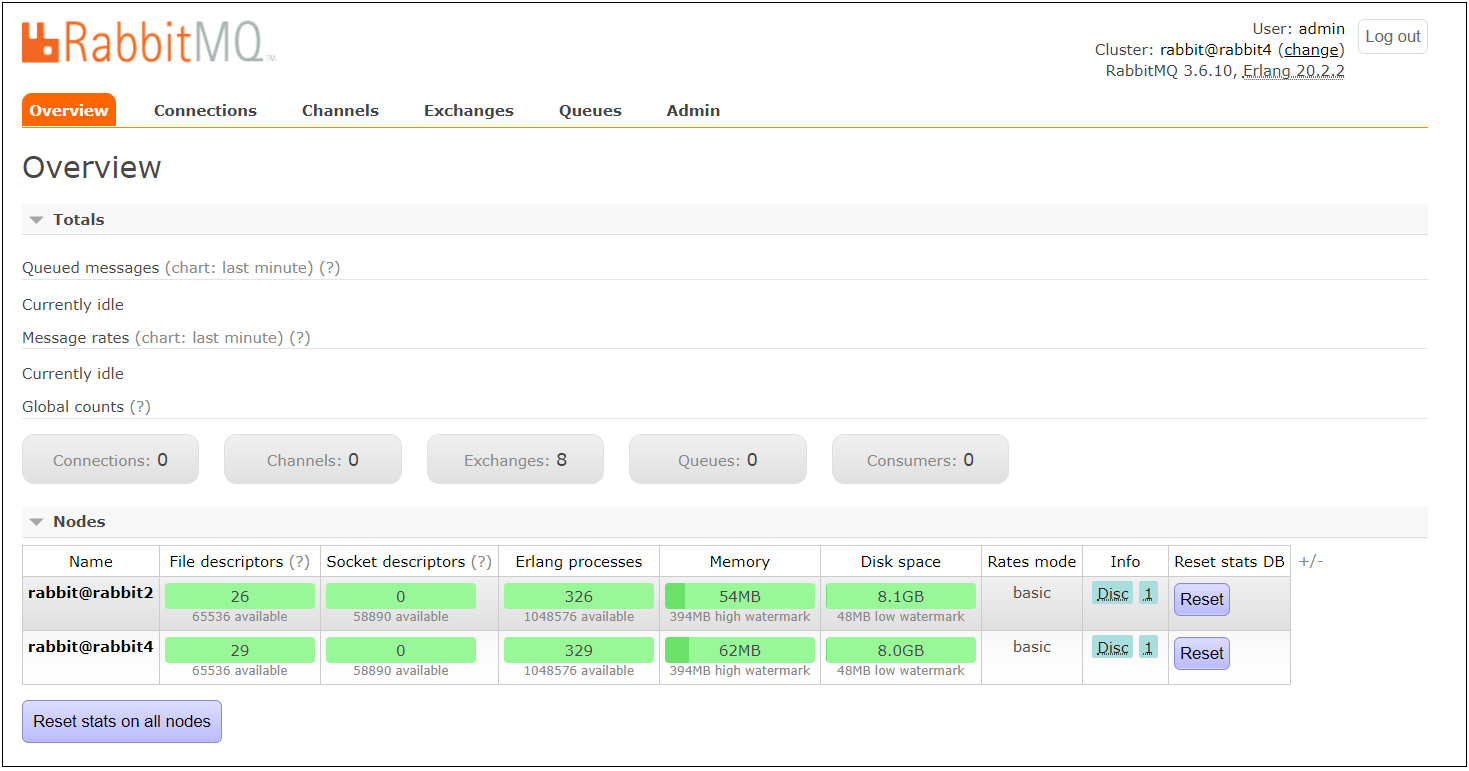 RabbitMQ™
User: admin
Log out
Cluster: rabbit@rabbit4 (change)
RabbitMQ 3.6.10, Erlang 20.2.2
Overview Connections Channels Exchanges Queues Admin
Overview
Totals
Queued messages (chart: last minute) (?)
Currently idle
Message rates (chart: last minute) (?)
Currently idle
Global counts (?)
Connections: 0 Channels: 0 Exchanges: 8 Queues: 0 Consumers: 0
Nodes
Name File descriptors (?) Socket descriptors (?) Erlang processes Memory Disk space Rates mode Info Reset stats DB +/-
rabbit@rabbit2 26 0 326 54MB 8.1GB basic Disc 1 Reset
65536 available 58890 available 1048576 available 394MB high watermark 48MB low watermark
rabbit@rabbit4 29 0 329 62MB 8.0GB basic Disc 1 Reset
65536 available 58890 available 1048576 available 394MB high watermark 48MB low watermark
Reset stats on all nodes